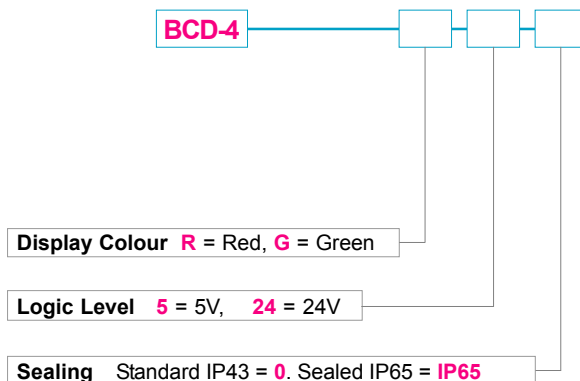 BCD-4
Display Colour R = Red, G = Green
Logic Level 5 = 5V, 24 = 24V
Sealing Standard IP43 = 0, Sealed IP65 = IP65